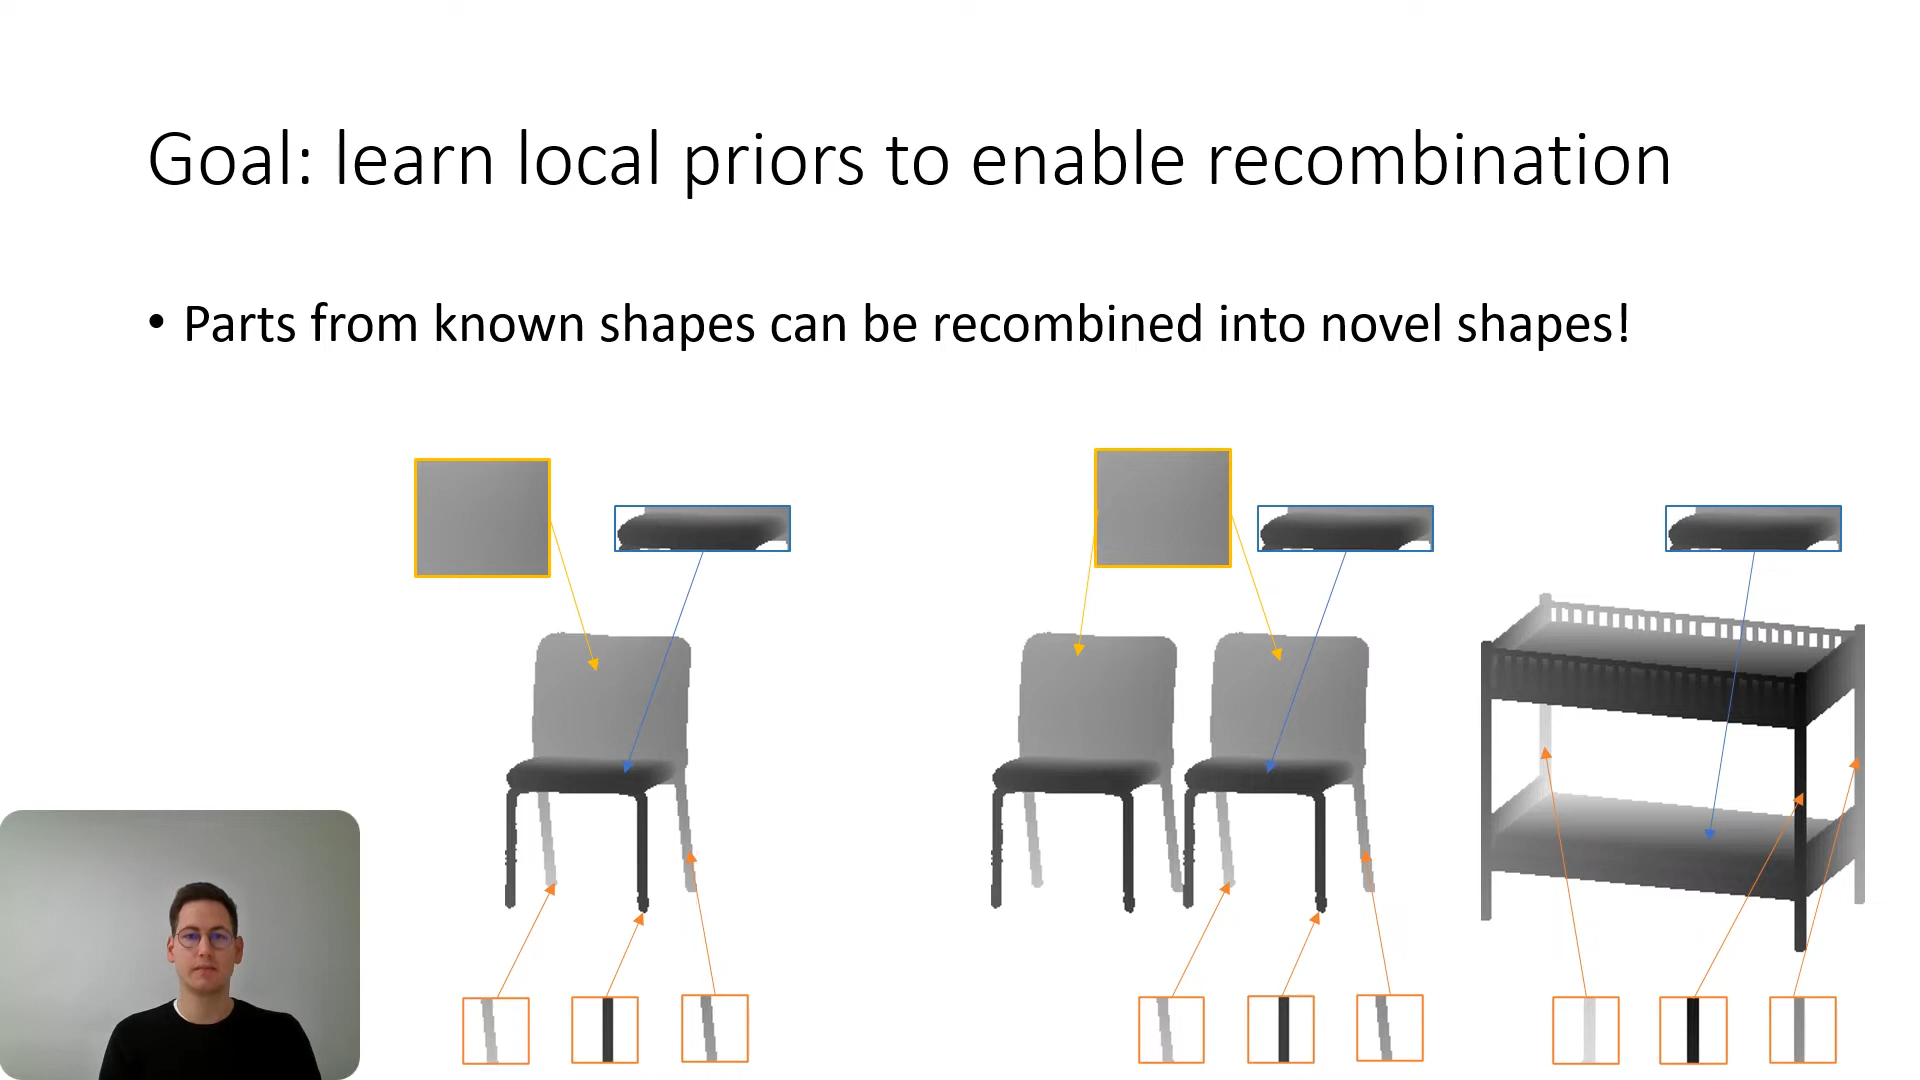 Goal: learn local priors to enable recombination
• Parts from known shapes can be recombined into novel shapes!